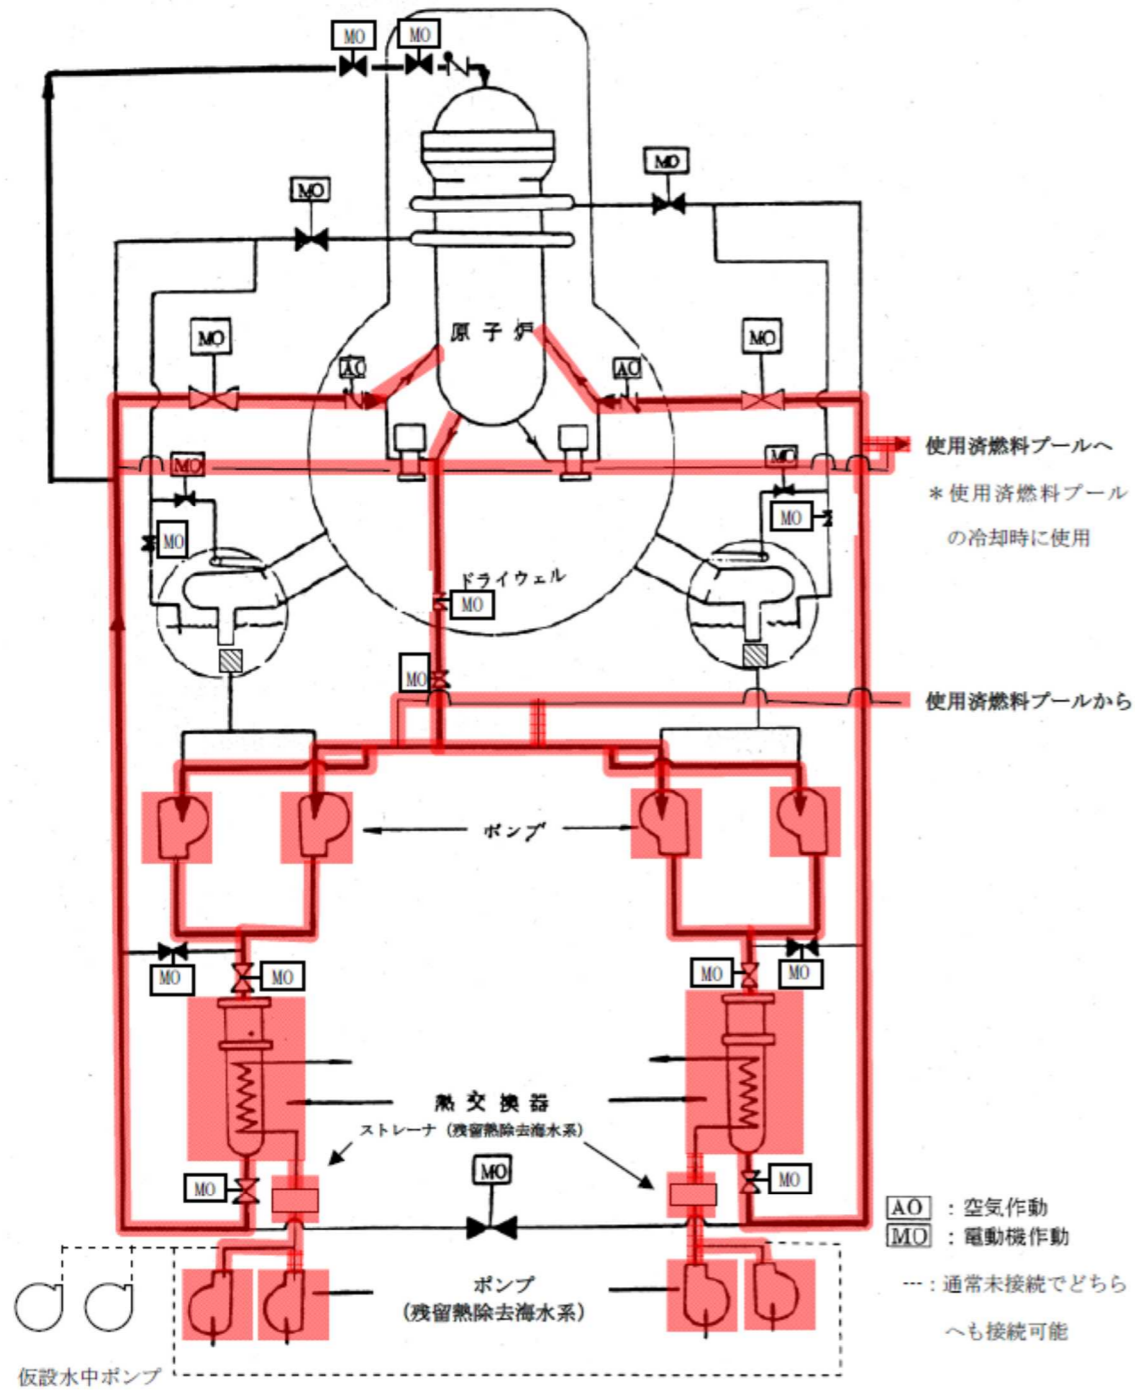 MO
MO
MO
MO
原子炉
MO
MO
AO
AO
使用済燃料プールへ
MO
MO
＊使用済燃料プール
MO
MO
の冷却時に使用
ドライウェル
MO
MO
使用済燃料プールから
ポンプ
MO
MO
MO
MO
熱交換器
ストレーナ（残留熱除去海水系）
MO
MO
MO
AO ：空気作動
MO ：電動機作動
ポンプ
（残留熱除去海水系）
---：通常未接続でどちら
へも接続可能
仮設水中ポンプ